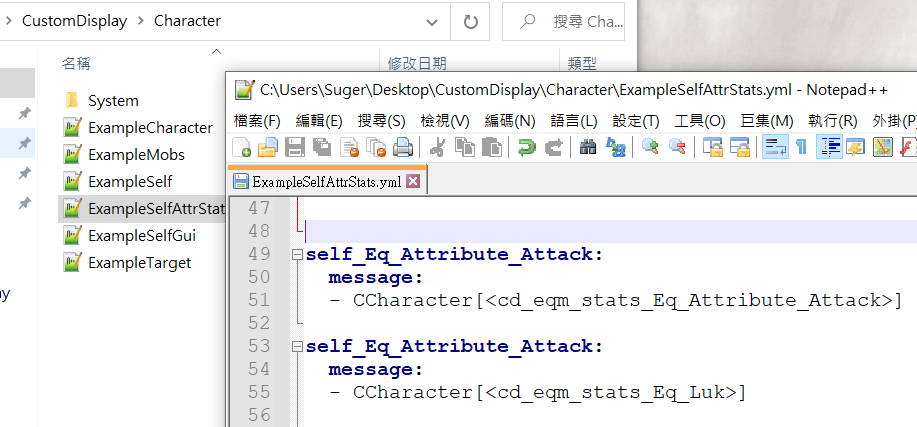 CustomDisplay > Character
搜尋 Cha...
名稱
修改日期
類型
System
ExampleCharacter
ExampleMobs
ExampleSelf
ExampleSelfAttrStat
ExampleSelfGui
ExampleTarget
C:\Users\Suger\Desktop\CustomDisplay\Character\ExampleSelfAttrStats.yml - Notepad++
檔案(F) 編輯(E) 搜尋(S) 檢視(V) 編碼(N) 語言(L) 設定(T) 工具(O) 巨集(M) 執行(R) 外掛(P)
ExampleSelfAttrStats.yml
47
48
49 self_Eq_Attribute_Attack:
50 message:
51 - CCharacter[<cd_eqm_stats_Eq_Attribute_Attack>]
52
53 self_Eq_Attribute_Attack:
54 message:
55 - CCharacter[<cd_eqm_stats_Eq_Luk>]
56